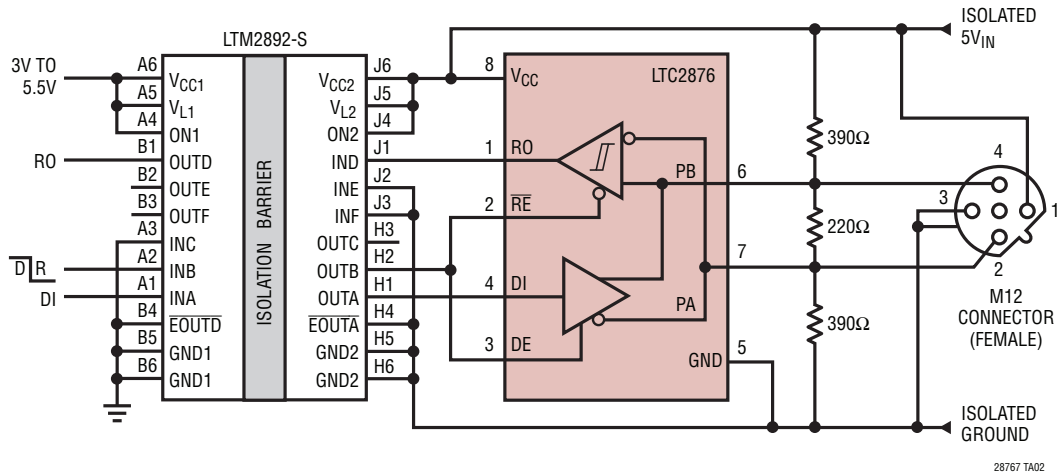 LTM2892-S
ISOLATION BARRIER
3V TO
5.5V
RO
D R
DI
A6 VCC1
A5 VL1
A4 ON1
B1 OUTD
B2 OUTE
B3 OUTF
A3 INC
A2 INB
A1 INA
B4 EOUTD
B5 GND1
B6 GND1
VCC2 J6
VL2 J5
ON2 J4
IND J1
INE J2
INF J3
OUTC H3
OUTB H2
OUTA H1
EOUTA H4
GND2 H5
GND2 H6
LTC2876
8 VCC
1 RO
2 RE
4 DI
3 DE
PB 6
7
PA
GND 5
390Ω
220Ω
390Ω
ISOLATED
5VIN
4
3
1
2
M12
CONNECTOR
(FEMALE)
ISOLATED
GROUND
28767 TA02